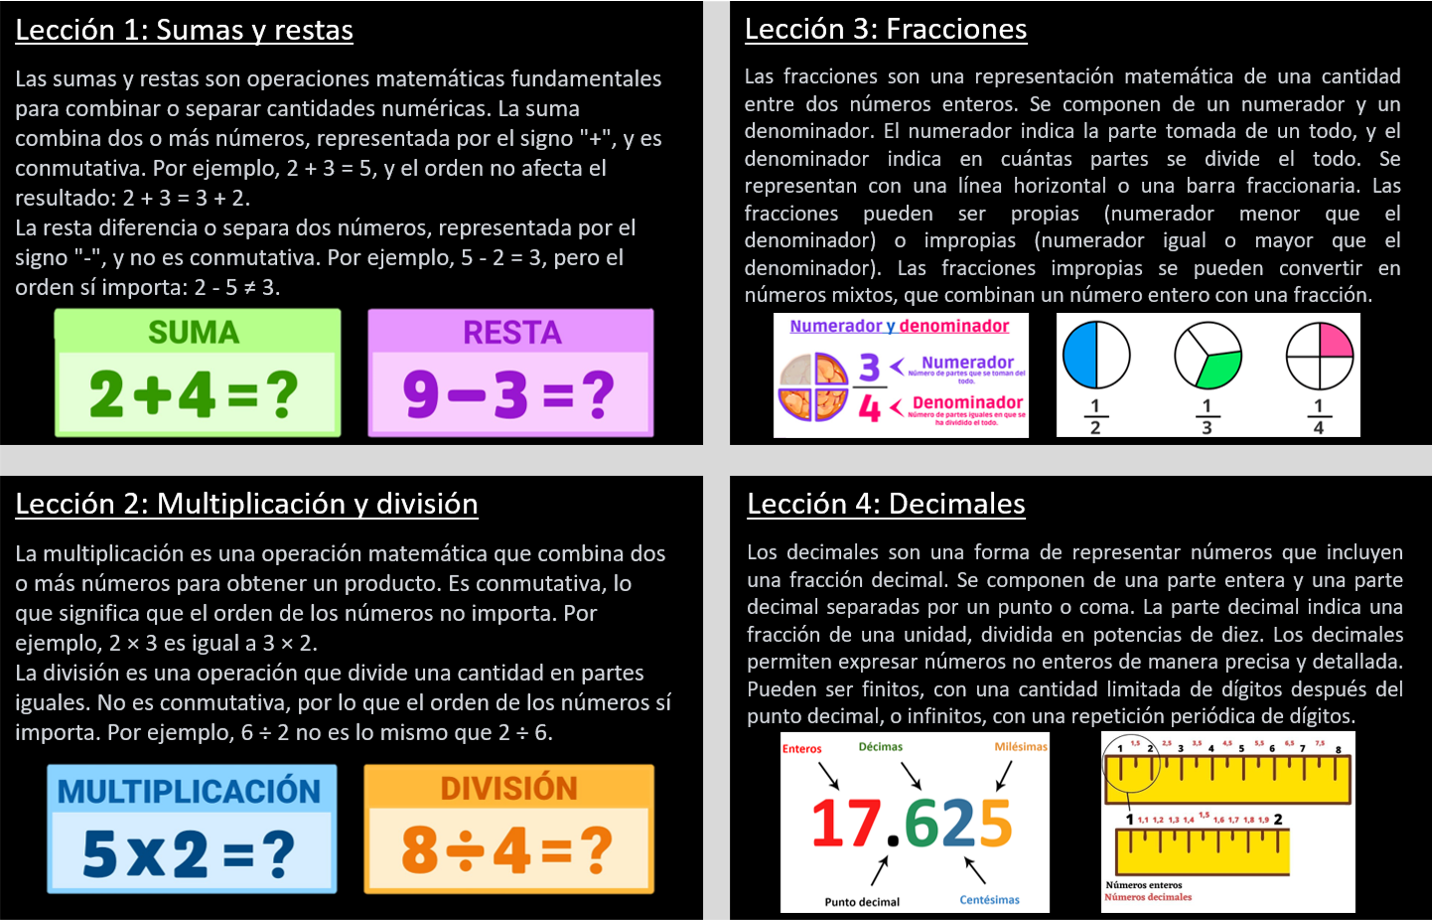 Lección 1: Sumas y restas
Las sumas y restas son operaciones matemáticas fundamentales
para combinar o separar cantidades numéricas. La suma
combina dos o más números, representada por el signo "+", y es
conmutativa. Por ejemplo, 2 + 3 = 5, y el orden no afecta el
resultado: 2 + 3 = 3 + 2.
La resta diferencia o separa dos números, representada por el
signo "-", y no es conmutativa. Por ejemplo, 5 - 2 = 3, pero el
orden sí importa: 2 - 5 ≠ 3.
SUMA
2+4=?
RESTA
9−3=?
Lección 2: Multiplicación y división
La multiplicación es una operación matemática que combina dos
o más números para obtener un producto. Es conmutativa, lo
que significa que el orden de los números no importa. Por
ejemplo, 2 × 3 es igual a 3 × 2.
La división es una operación que divide una cantidad en partes
iguales. No es conmutativa, por lo que el orden de los números sí
importa. Por ejemplo, 6 ÷ 2 no es lo mismo que 2 ÷ 6.
MULTIPLICACIÓN
5x2=?
DIVISIÓN
8÷4=?
Lección 3: Fracciones
Las fracciones son una representación matemática de una cantidad
entre dos números enteros. Se componen de un numerador y un
denominador. El numerador indica la parte tomada de un todo, y el
denominador indica en cuántas partes se divide el todo. Se
representan con una línea horizontal o una barra fraccionaria. Las
fracciones pueden ser propias (numerador menor que el
denominador) o impropias (numerador igual o mayor que el
denominador). Las fracciones impropias se pueden convertir en
números mixtos, que combinan un número entero con una fracción.
Numerador y denominador
3
Numerador
Número de partes que se toman del
todo.
4
Denominador
Número de partes iguales en que se
ha dividido el todo.
1 1 1
2 3 4
Lección 4: Decimales
Los decimales son una forma de representar números que incluyen
una fracción decimal. Se componen de una parte entera y una parte
decimal separadas por un punto o coma. La parte decimal indica una
fracción de una unidad, dividida en potencias de diez. Los decimales
permiten expresar números no enteros de manera precisa y detallada.
Pueden ser finitos, con una cantidad limitada de dígitos después del
punto decimal, o infinitos, con una repetición periódica de dígitos.
Enteros Décimas Milésimas
17.625
Punto decimal Centésimas
1 1,5 2 2,5 3 3,5 4 4,5 5 5,5 6 6,5 7 7,5 8
1 1,1 1,2 1,3 1,4 1,5 1,6 1,7 1,8 1,9 2
Números enteros
Números decimales